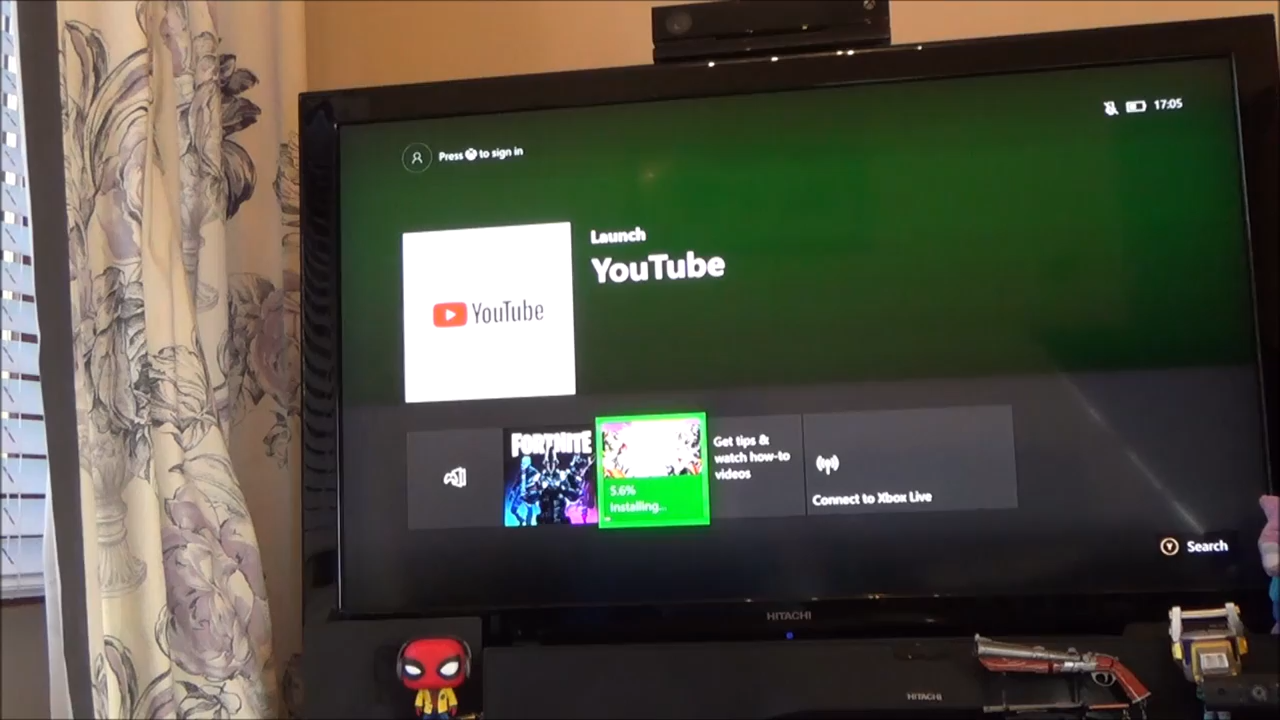 17:05
Press to sign in
Launch
YouTube
YouTube
FORTNITE
5.6%
Installing...
Get tips &
watch how-to
videos
Connect to Xbox Live
Y Search
HITACHI
HITACHI